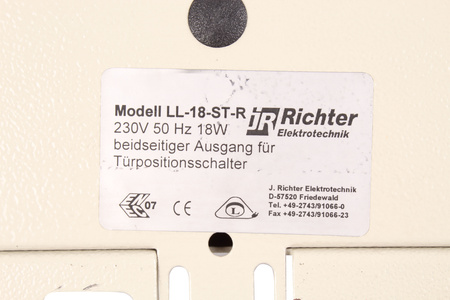 Modell LL-18-ST-R
JR Richter
Elektrotechnik
230V 50 Hz 18W
beidseitiger Ausgang für
Türpositionsschalter
07
CE
L
J. Richter Elektrotechnik
D-57520 Friedewald
Tel. +49-2743/91066-0
Fax +49-2743/91066-23